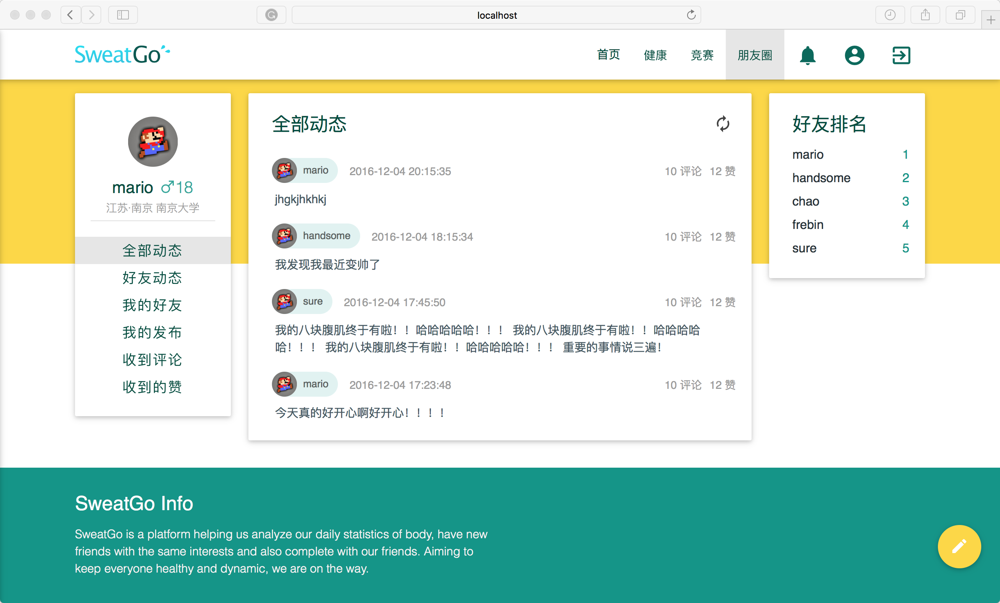 localhost
SweatGo
首页 健康 竞赛 朋友圈
mario ♂18
江苏·南京 南京大学
全部动态
好友动态
我的好友
我的发布
收到评论
收到的赞
全部动态
mario 2016-12-04 20:15:35 10 评论 12 赞
jhgkjhkhkj
handsome 2016-12-04 18:15:34 10 评论 12 赞
我发现我最近变帅了
sure 2016-12-04 17:45:50 10 评论 12 赞
我的八块腹肌终于有啦！！哈哈哈哈哈！！！ 我的八块腹肌终于有啦！！哈哈哈哈
哈！！！ 我的八块腹肌终于有啦！！哈哈哈哈哈！！！ 重要的事情说三遍！
mario 2016-12-04 17:23:48 10 评论 12 赞
今天真的好开心啊好开心！！！！
好友排名
mario 1
handsome 2
chao 3
frebin 4
sure 5
SweatGo Info
SweatGo is a platform helping us analyze our daily statistics of body, have new
friends with the same interests and also complete with our friends. Aiming to
keep everyone healthy and dynamic, we are on the way.